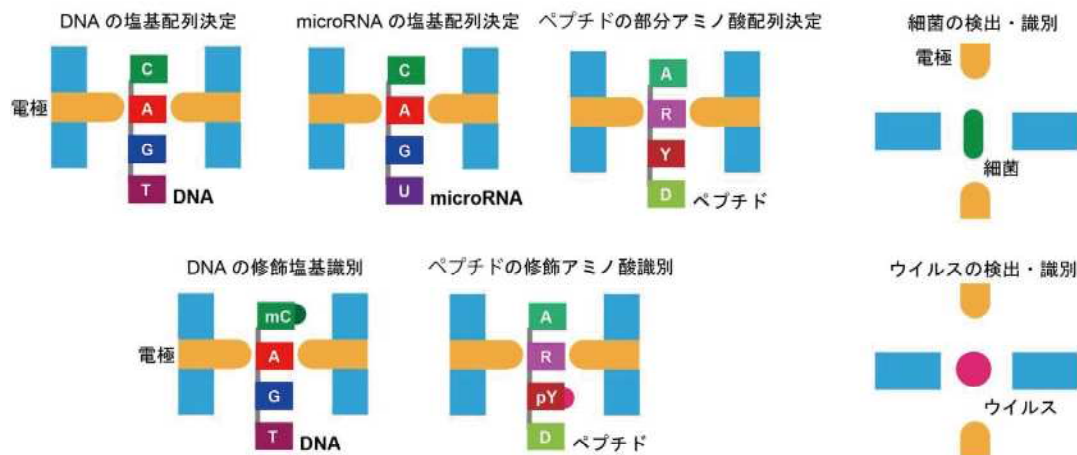 DNA の塩基配列決定
microRNA の塩基配列決定
ペプチドの部分アミノ酸配列決定
細菌の検出・識別
電極
C
A
G
T
DNA
C
A
G
U
microRNA
A
R
Y
D
ペプチド
電極
細菌
DNA の修飾塩基識別
ペプチドの修飾アミノ酸識別
ウイルスの検出・識別
電極
mC
A
G
T
DNA
A
R
pY
D
ペプチド
ウイルス